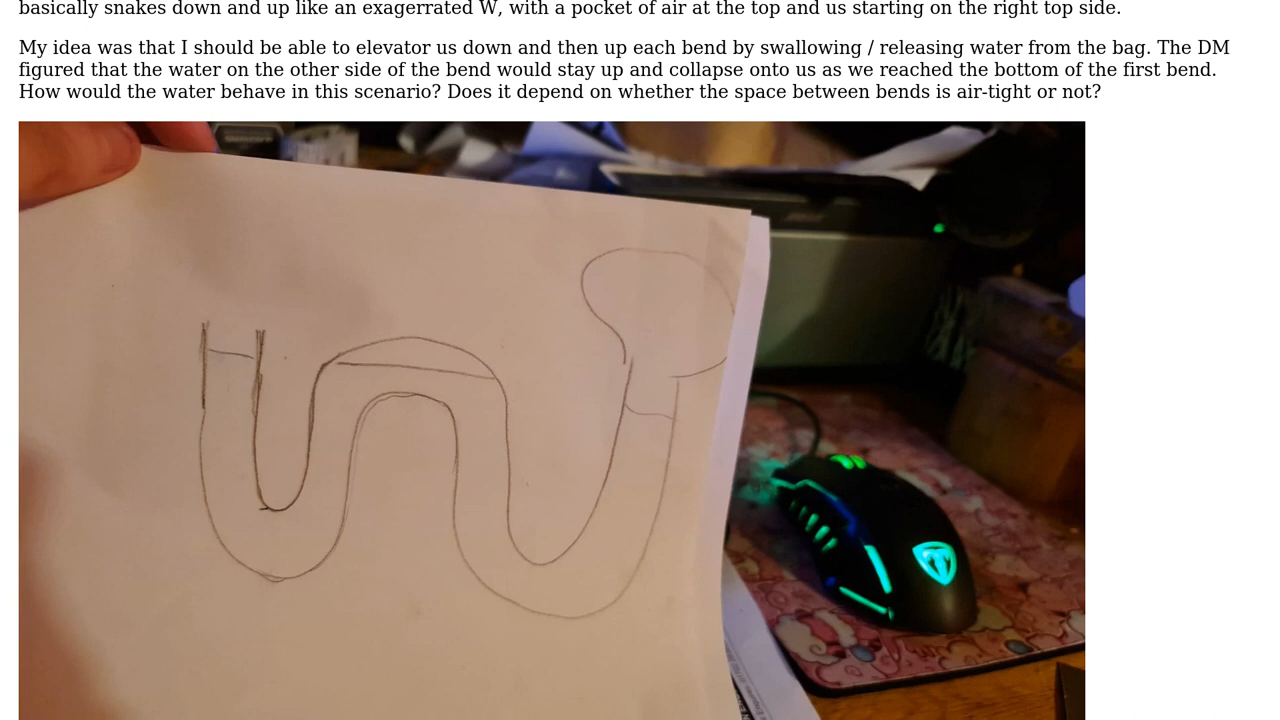 basically snakes down and up like an exagerrated W, with a pocket of air at the top and us starting on the right top side.
My idea was that I should be able to elevator us down and then up each bend by swallowing / releasing water from the bag. The DM
figured that the water on the other side of the bend would stay up and collapse onto us as we reached the bottom of the first bend.
How would the water behave in this scenario? Does it depend on whether the space between bends is air-tight or not?